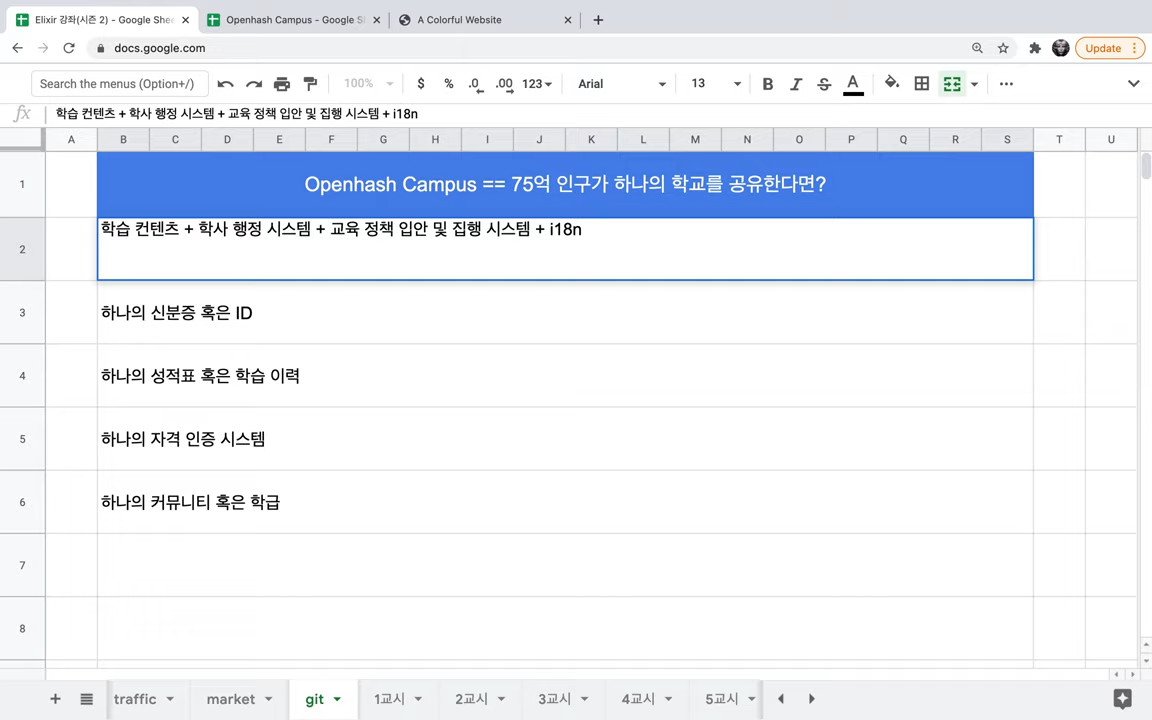 Elixir 강좌(시즌 2) - Google Shee
Openhash Campus - Google S
A Colorful Website
docs.google.com
Update
Search the menus (Option+/)
100%
$
%
.0
.00
123
Arial
13
B
I
S
A
fx
학습 컨텐츠 + 학사 행정 시스템 + 교육 정책 입안 및 집행 시스템 + i18n
A B C D E F G H I J K L M N O P Q R S T U
1
Openhash Campus == 75억 인구가 하나의 학교를 공유한다면?
2
학습 컨텐츠 + 학사 행정 시스템 + 교육 정책 입안 및 집행 시스템 + i18n
3
하나의 신분증 혹은 ID
4
하나의 성적표 혹은 학습 이력
5
하나의 자격 인증 시스템
6
하나의 커뮤니티 혹은 학급
7
8
traffic
market
git
1교시
2교시
3교시
4교시
5교시